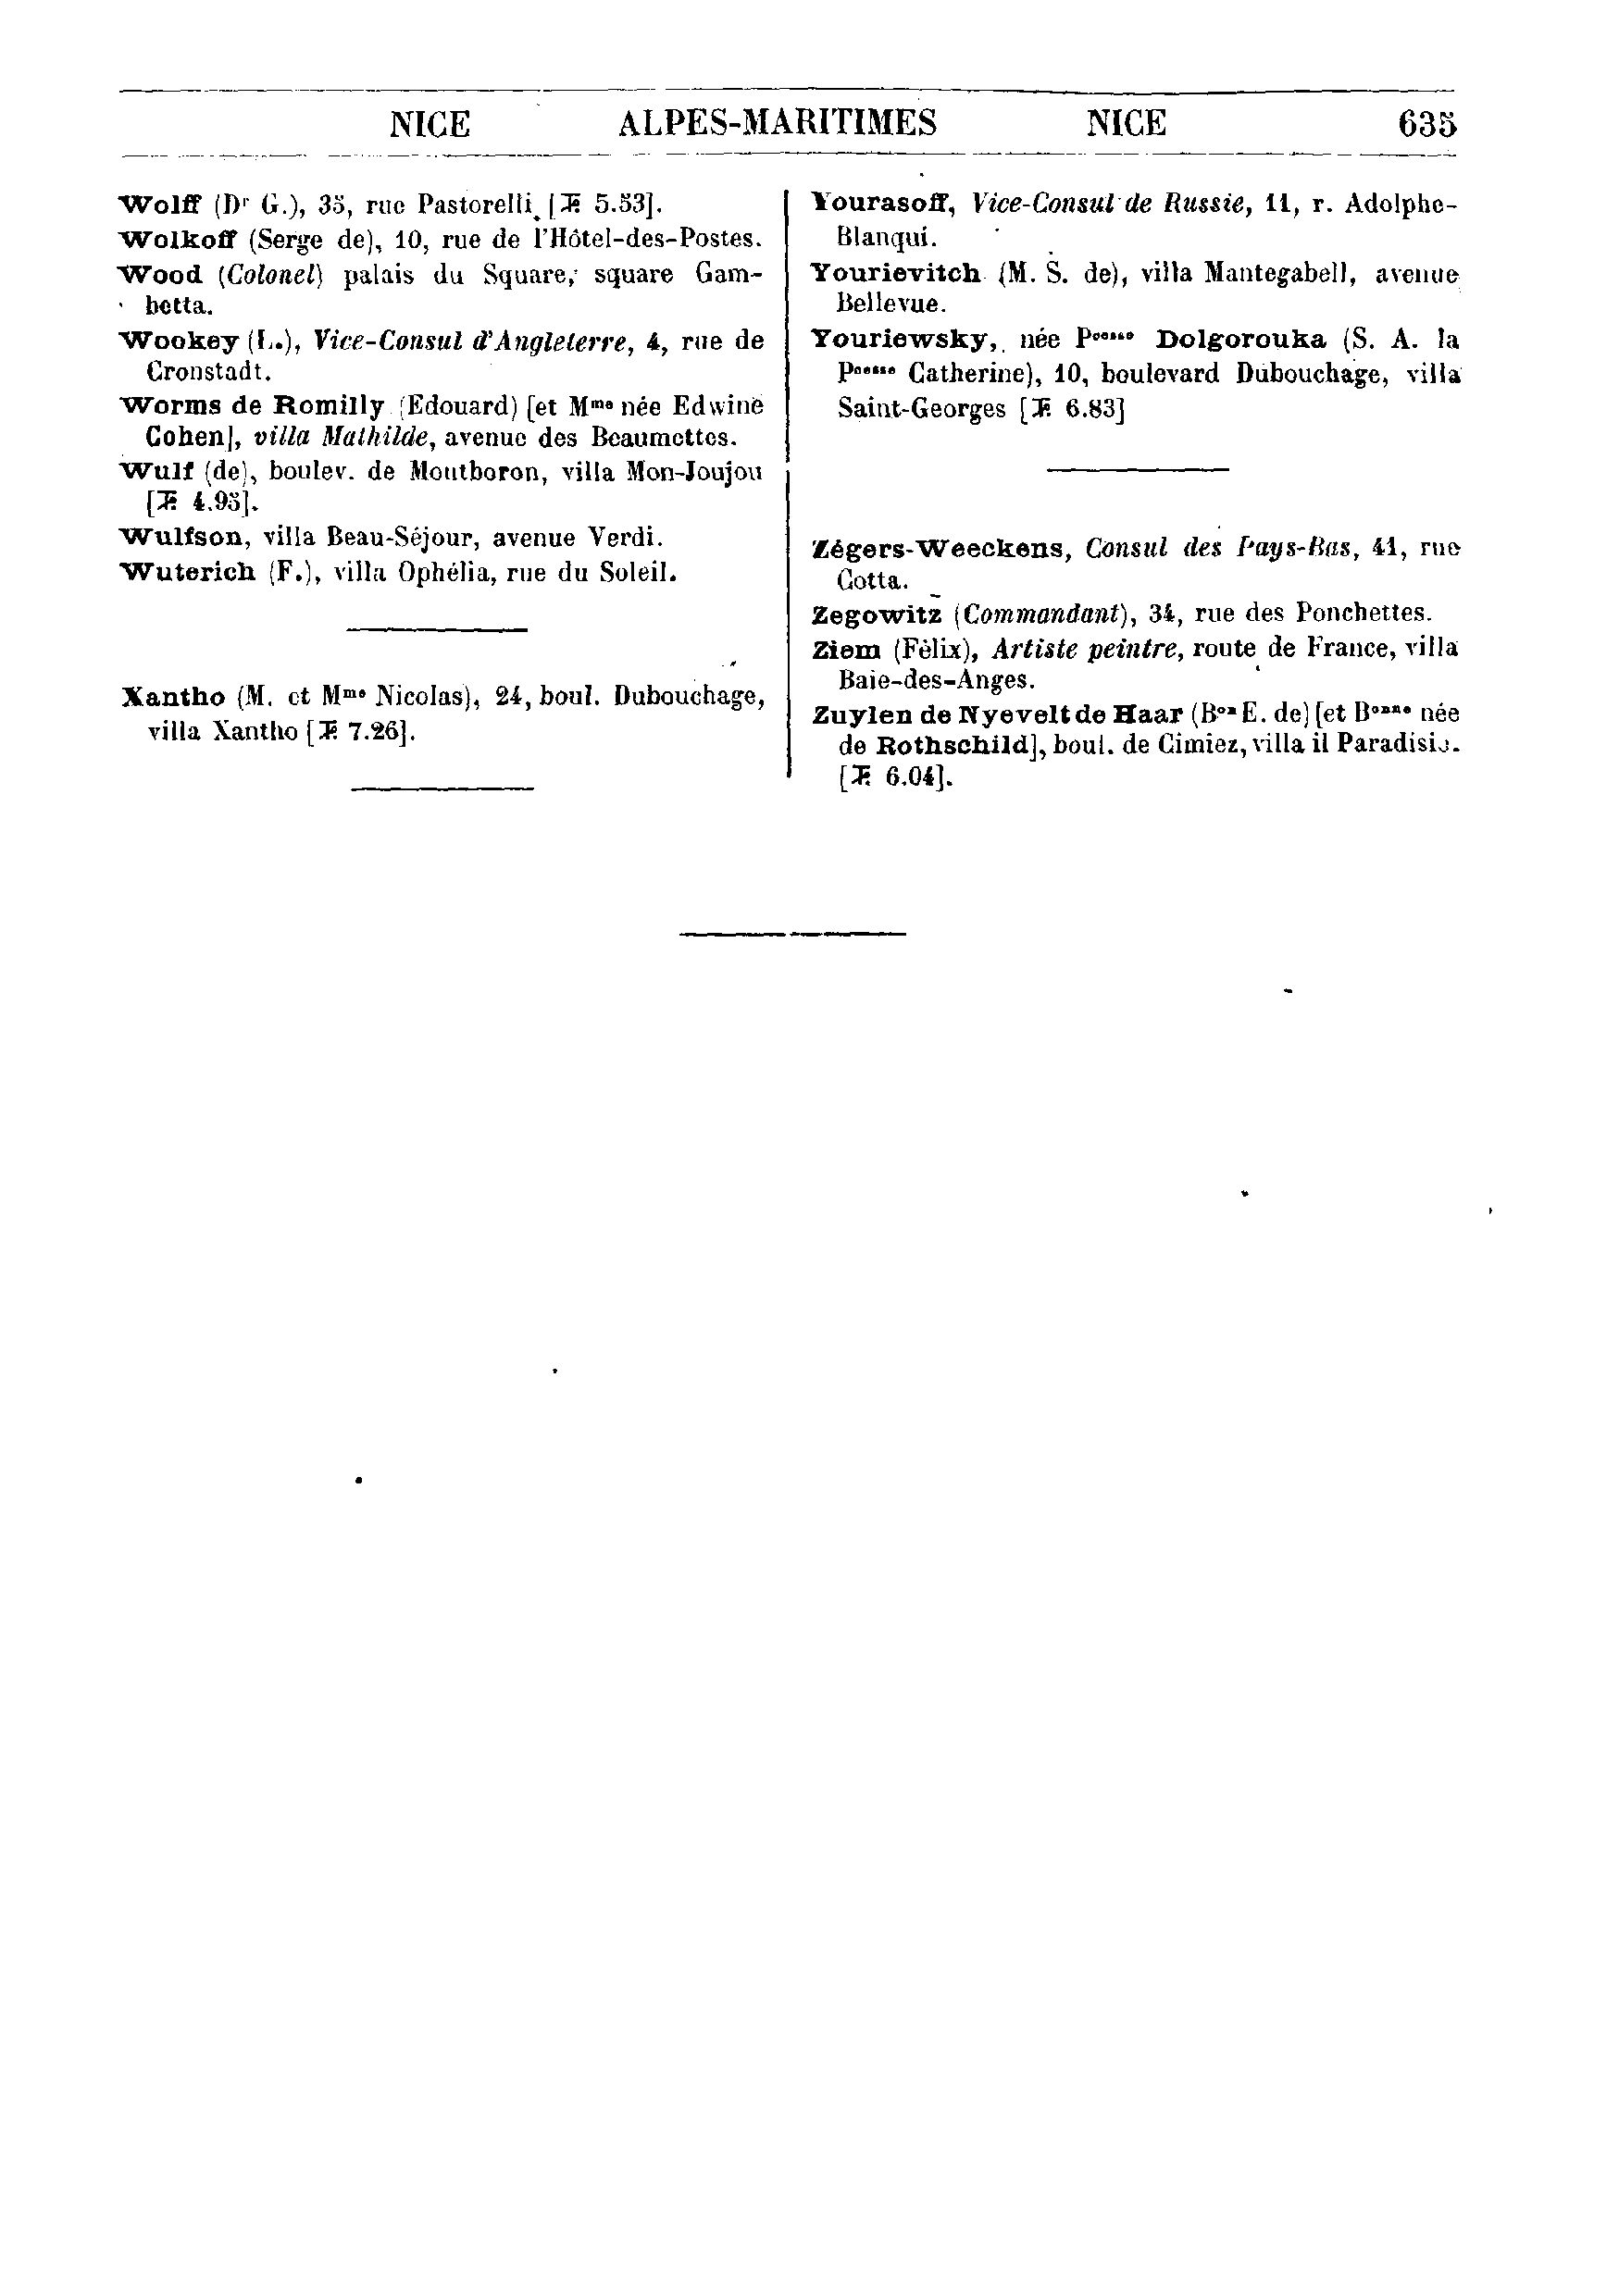 NICE ALPES-MARITIMES NICE 635
Wolff (Dr G.), 35, rue Pastorelli [T. 5.53].
Wolkoff (Serge de), 10, rue de l'Hôtel-des-Postes.
Wood (Colonel) palais du Square, square Gam-
betta.
Wookey (L.), Vice-Consul d'Angleterre, 4, rue de
Cronstadt.
Worms de Romilly (Edouard) [et Mme née Edwine
Cohen], villa Mathilde, avenue des Beaumettes.
Wulf (de), boulev. de Montboron, villa Mon-Joujou
[T. 4.95].
Wulfson, villa Beau-Séjour, avenue Verdi.
Wuterich (F.), villa Ophélia, rue du Soleil.
Xantho (M. et Mme Nicolas), 24, boul. Dubouchage,
villa Xantho [T. 7.26].
Yourasoff, Vice-Consul de Russie, 11, r. Adolphe-
Blanqui.
Yourievitch (M. S. de), villa Mantegabell, avenue
Bellevue.
Youriewsky, née Pcesse Dolgorouka (S. A. la
Pcesse Catherine), 10, boulevard Dubouchage, villa
Saint-Georges [T. 6.83]
Zégers-Weeckens, Consul des Pays-Bas, 41, rue
Cotta.
Zegowitz (Commandant), 34, rue des Ponchettes.
Ziem (Félix), Artiste peintre, route de France, villa
Baie-des-Anges.
Zuylen de Nyevelt de Haar (Bon E. de) [et Bonne née
de Rothschild], boul. de Cimiez, villa il Paradisio.
[T. 6.04].